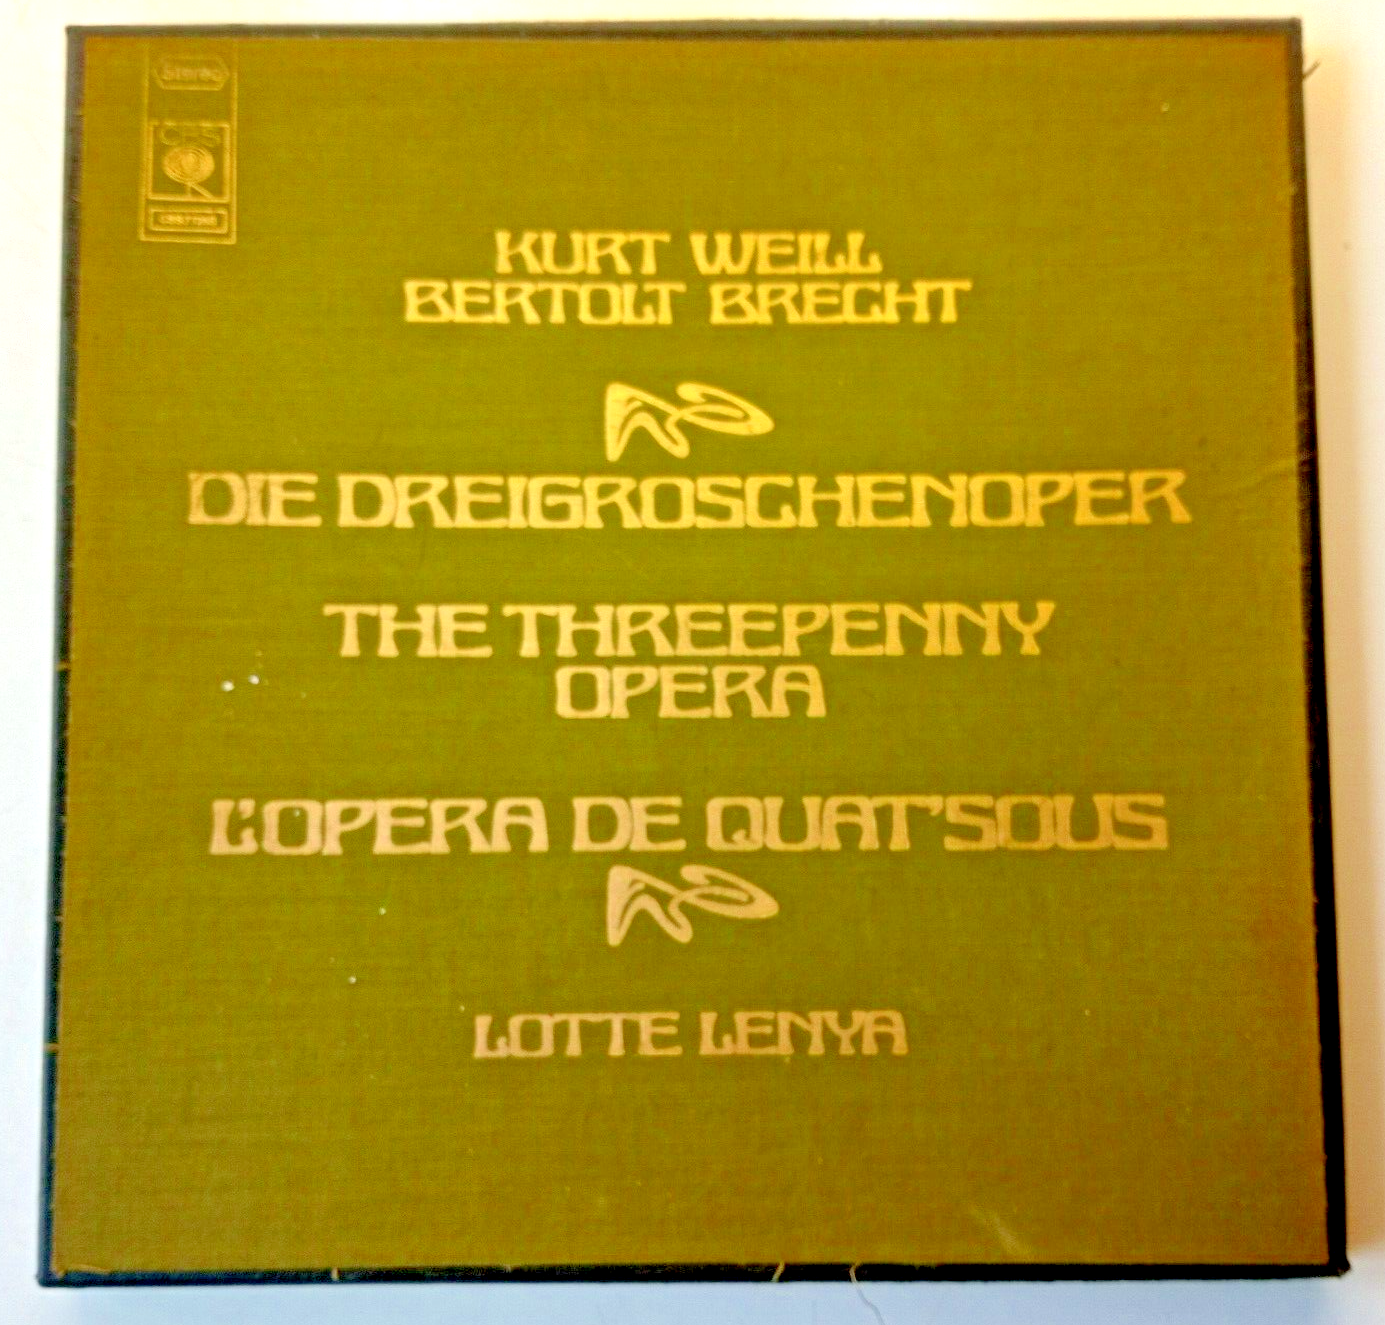 Stereo
CBS
KURT WEILL
BERTOLT BRECHT
DIE DREIGROSCHENOPER
THE THREEPENNY
OPERA
L'OPERA DE QUAT'SOUS
LOTTE LENYA